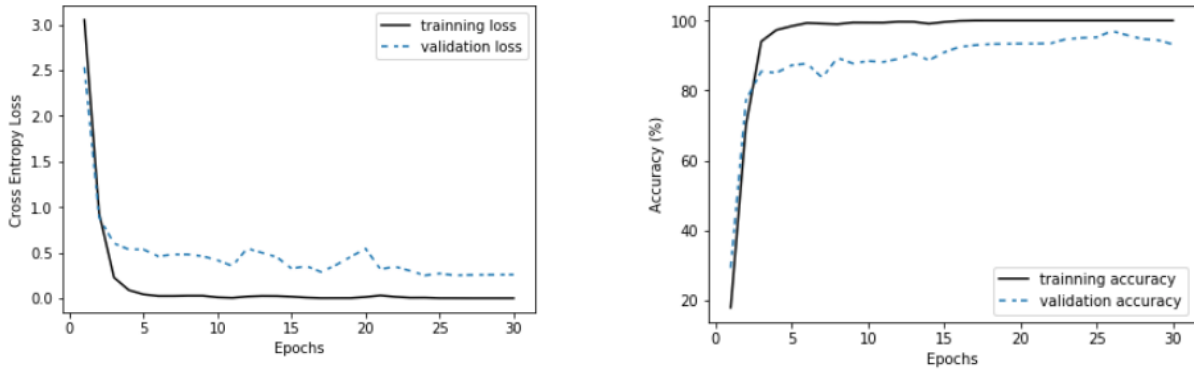 3.0
2.5
2.0
1.5
1.0
0.5
0.0
Cross Entropy Loss
trainning loss
validation loss
0 5 10 15 20 25 30
Epochs
100
80
60
40
20
Accuracy (%)
trainning accuracy
validation accuracy
0 5 10 15 20 25 30
Epochs